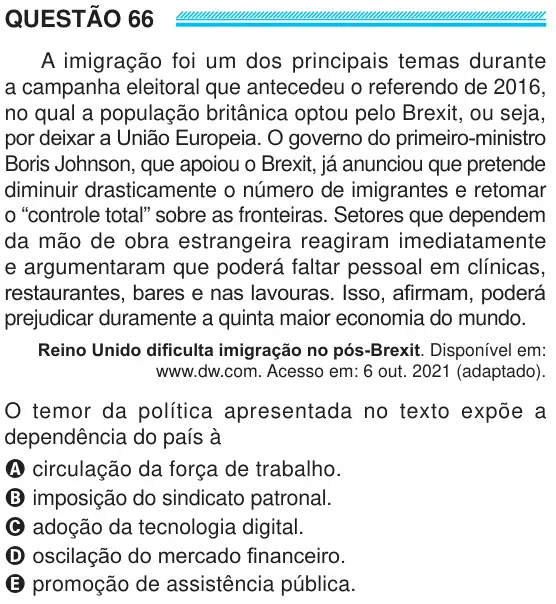 QUESTÃO 66
A imigração foi um dos principais temas durante
a campanha eleitoral que antecedeu o referendo de 2016,
no qual a população britânica optou pelo Brexit, ou seja,
por deixar a União Europeia. O governo do primeiro-ministro
Boris Johnson, que apoiou o Brexit, já anunciou que pretende
diminuir drasticamente o número de imigrantes e retomar
o “controle total” sobre as fronteiras. Setores que dependem
da mão de obra estrangeira reagiram imediatamente
e argumentaram que poderá faltar pessoal em clínicas,
restaurantes, bares e nas lavouras. Isso, afirmam, poderá
prejudicar duramente a quinta maior economia do mundo.
Reino Unido dificulta imigração no pós-Brexit. Disponível em:
www.dw.com. Acesso em: 6 out. 2021 (adaptado).
O temor da política apresentada no texto expõe a
dependência do país à
A circulação da força de trabalho.
B imposição do sindicato patronal.
C adoção da tecnologia digital.
D oscilação do mercado financeiro.
E promoção de assistência pública.